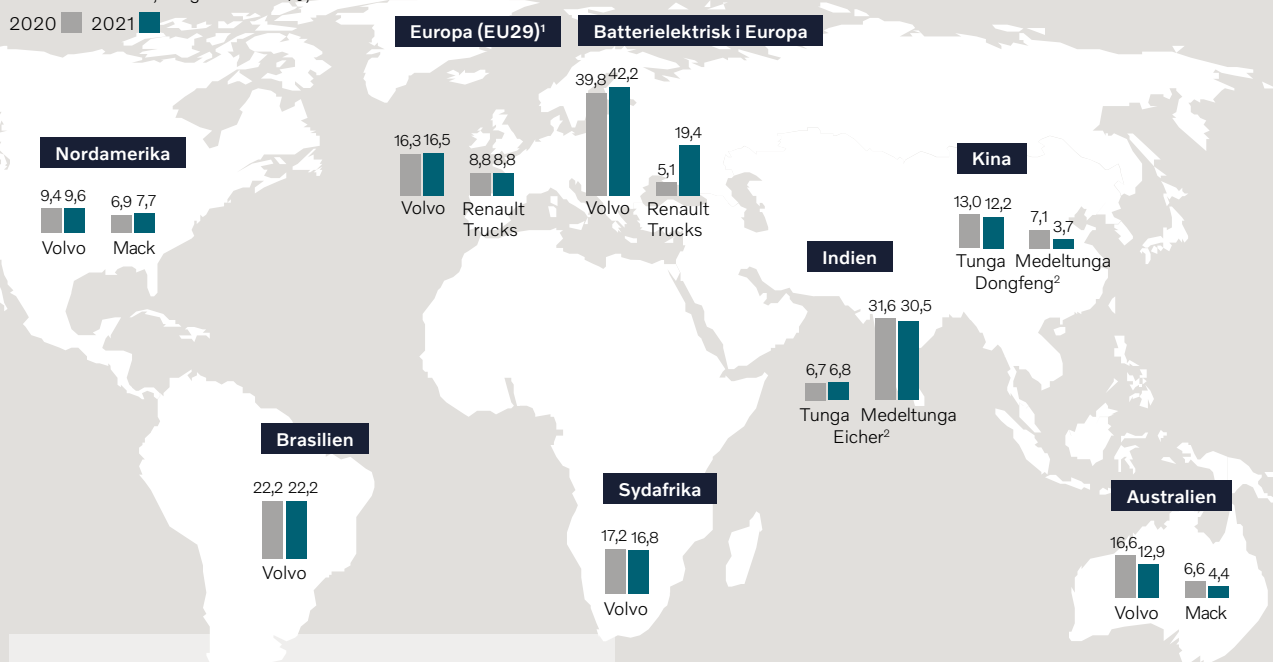 2020 2021
Europa (EU29)¹
Batterielektrisk i Europa
39,8 42,2
16,3 16,5
8,8 8,8
5,1 19,4
Volvo
Renault
Trucks
Volvo
Renault
Trucks
Nordamerika
9,4 9,6
6,9 7,7
Volvo
Mack
Kina
13,0 12,2
7,1 3,7
Tunga Medeltunga
Dongfeng²
Indien
31,6 30,5
6,7 6,8
Tunga Medeltunga
Eicher²
Brasilien
22,2 22,2
Volvo
Sydafrika
17,2 16,8
Volvo
Australien
16,6 12,9
6,6 4,4
Volvo
Mack